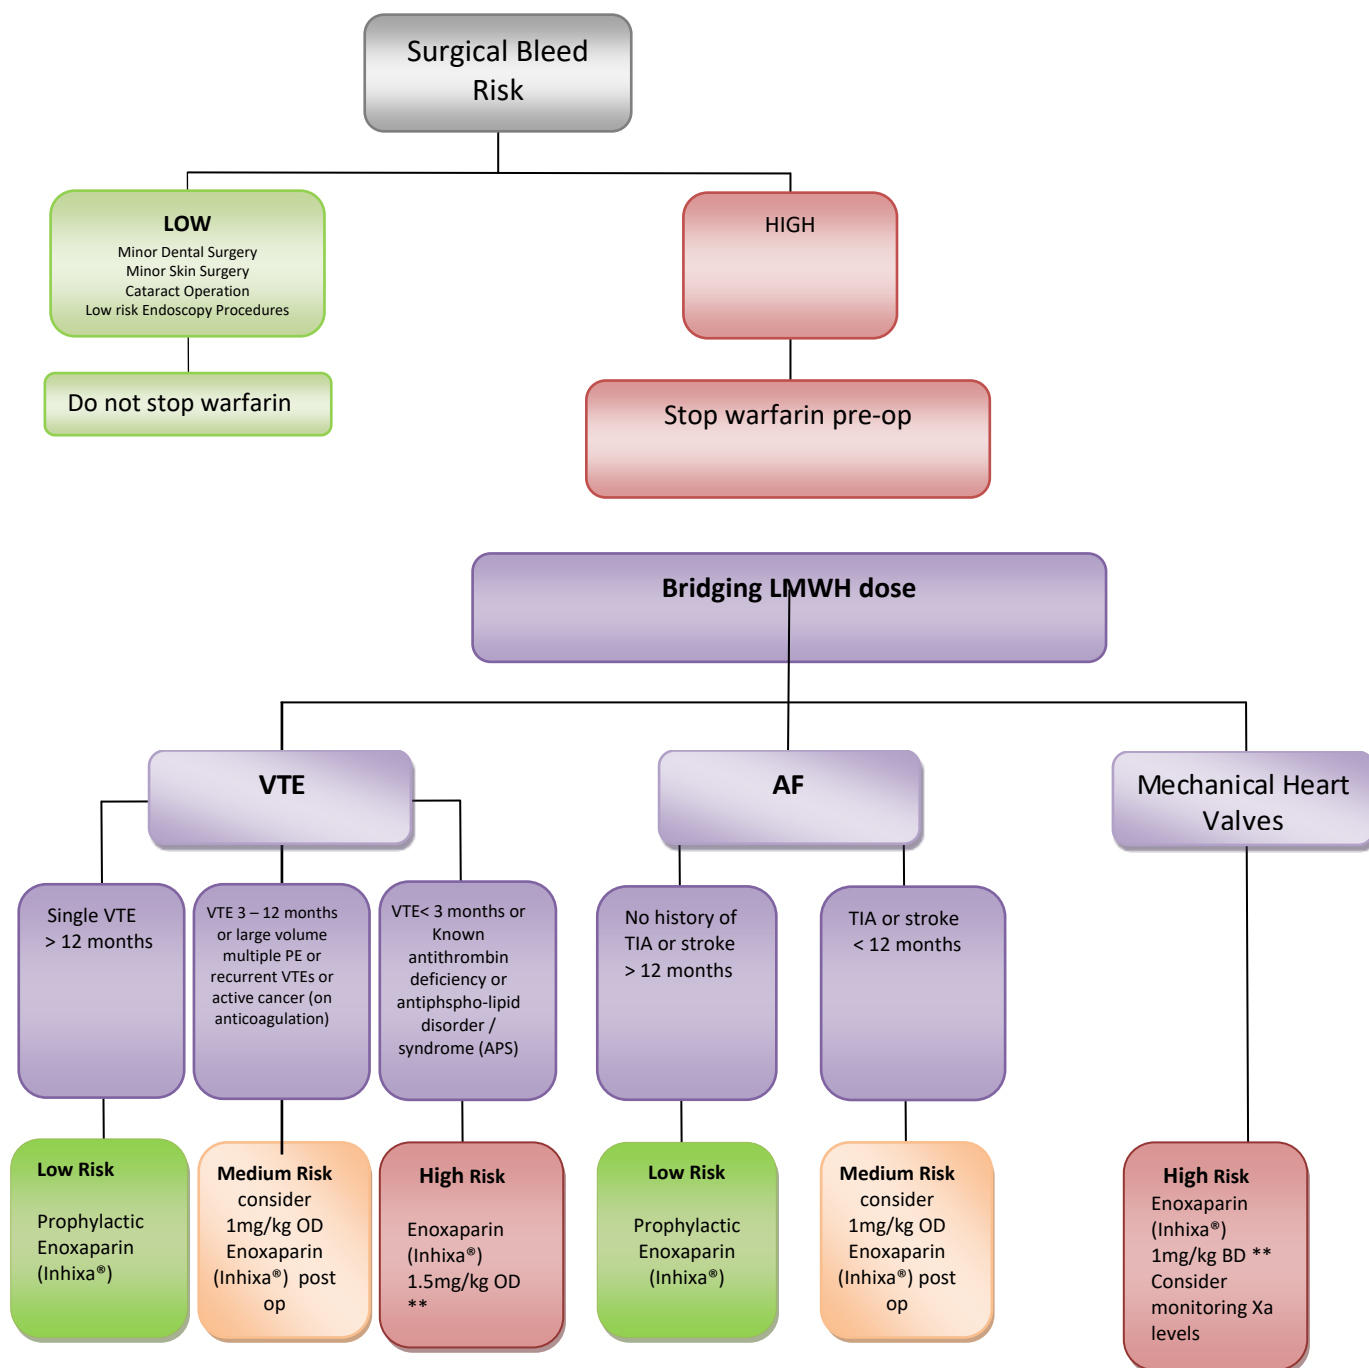 Surgical Bleed
Risk
LOW
Minor Dental Surgery
Minor Skin Surgery
Cataract Operation
Low risk Endoscopy Procedures
HIGH
Do not stop warfarin
Stop warfarin pre-op
Bridging LMWH dose
VTE
AF
Mechanical Heart
Valves
Single VTE
> 12 months
VTE 3 – 12 months
or large volume
multiple PE or
recurrent VTEs or
active cancer (on
anticoagulation)
VTE< 3 months or
Known
antithrombin
deficiency or
antiphspho-lipid
disorder /
syndrome (APS)
No history of
TIA or stroke
> 12 months
TIA or stroke
< 12 months
Low Risk
Prophylactic
Enoxaparin
(Inhixa®)
Medium Risk
consider
1mg/kg OD
Enoxaparin
(Inhixa®) post
op
High Risk
Enoxaparin
(Inhixa®)
1.5mg/kg OD
**
Low Risk
Prophylactic
Enoxaparin
(Inhixa®)
Medium Risk
consider
1mg/kg OD
Enoxaparin
(Inhixa®) post
op
High Risk
Enoxaparin
(Inhixa®)
1mg/kg BD **
Consider
monitoring Xa
levels